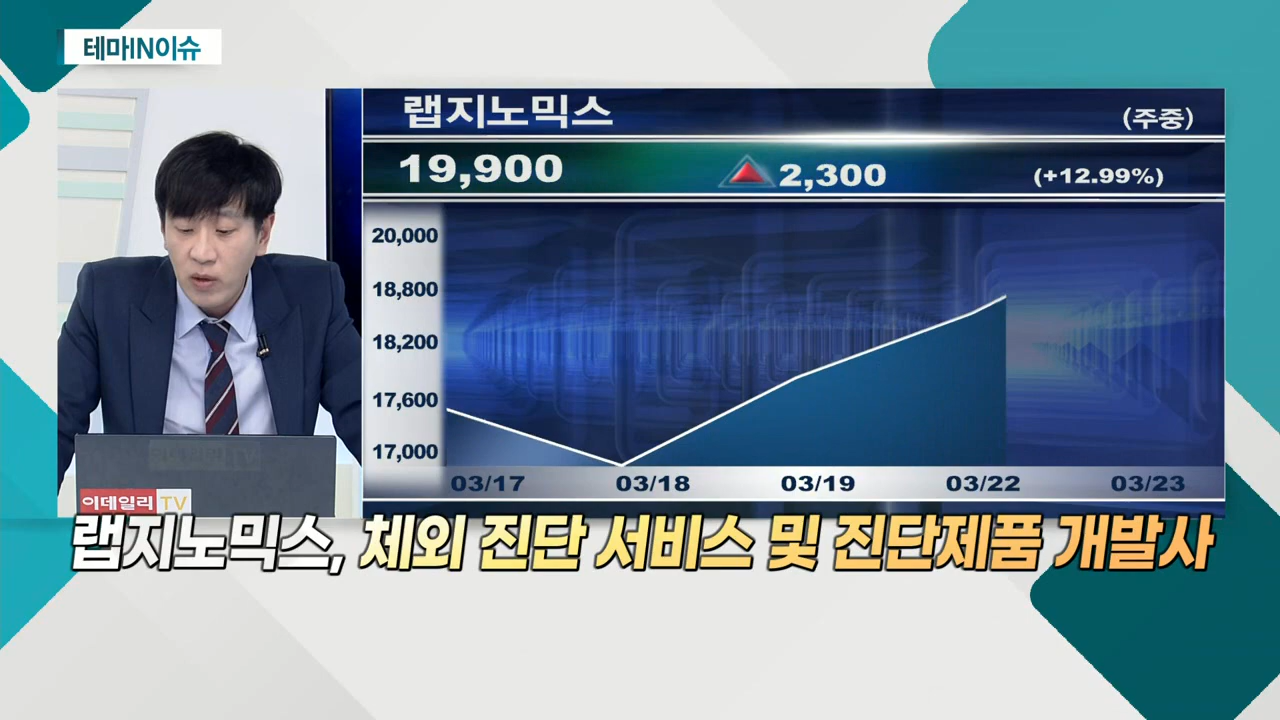 테마IN이슈
랩지노믹스 (주중)
19,900 2,300 (+12.99%)
20,000
18,800
18,200
17,600
17,000
03/17 03/18 03/19 03/22 03/23
이데일리 TV
랩지노믹스, 체외 진단 서비스 및 진단제품 개발사